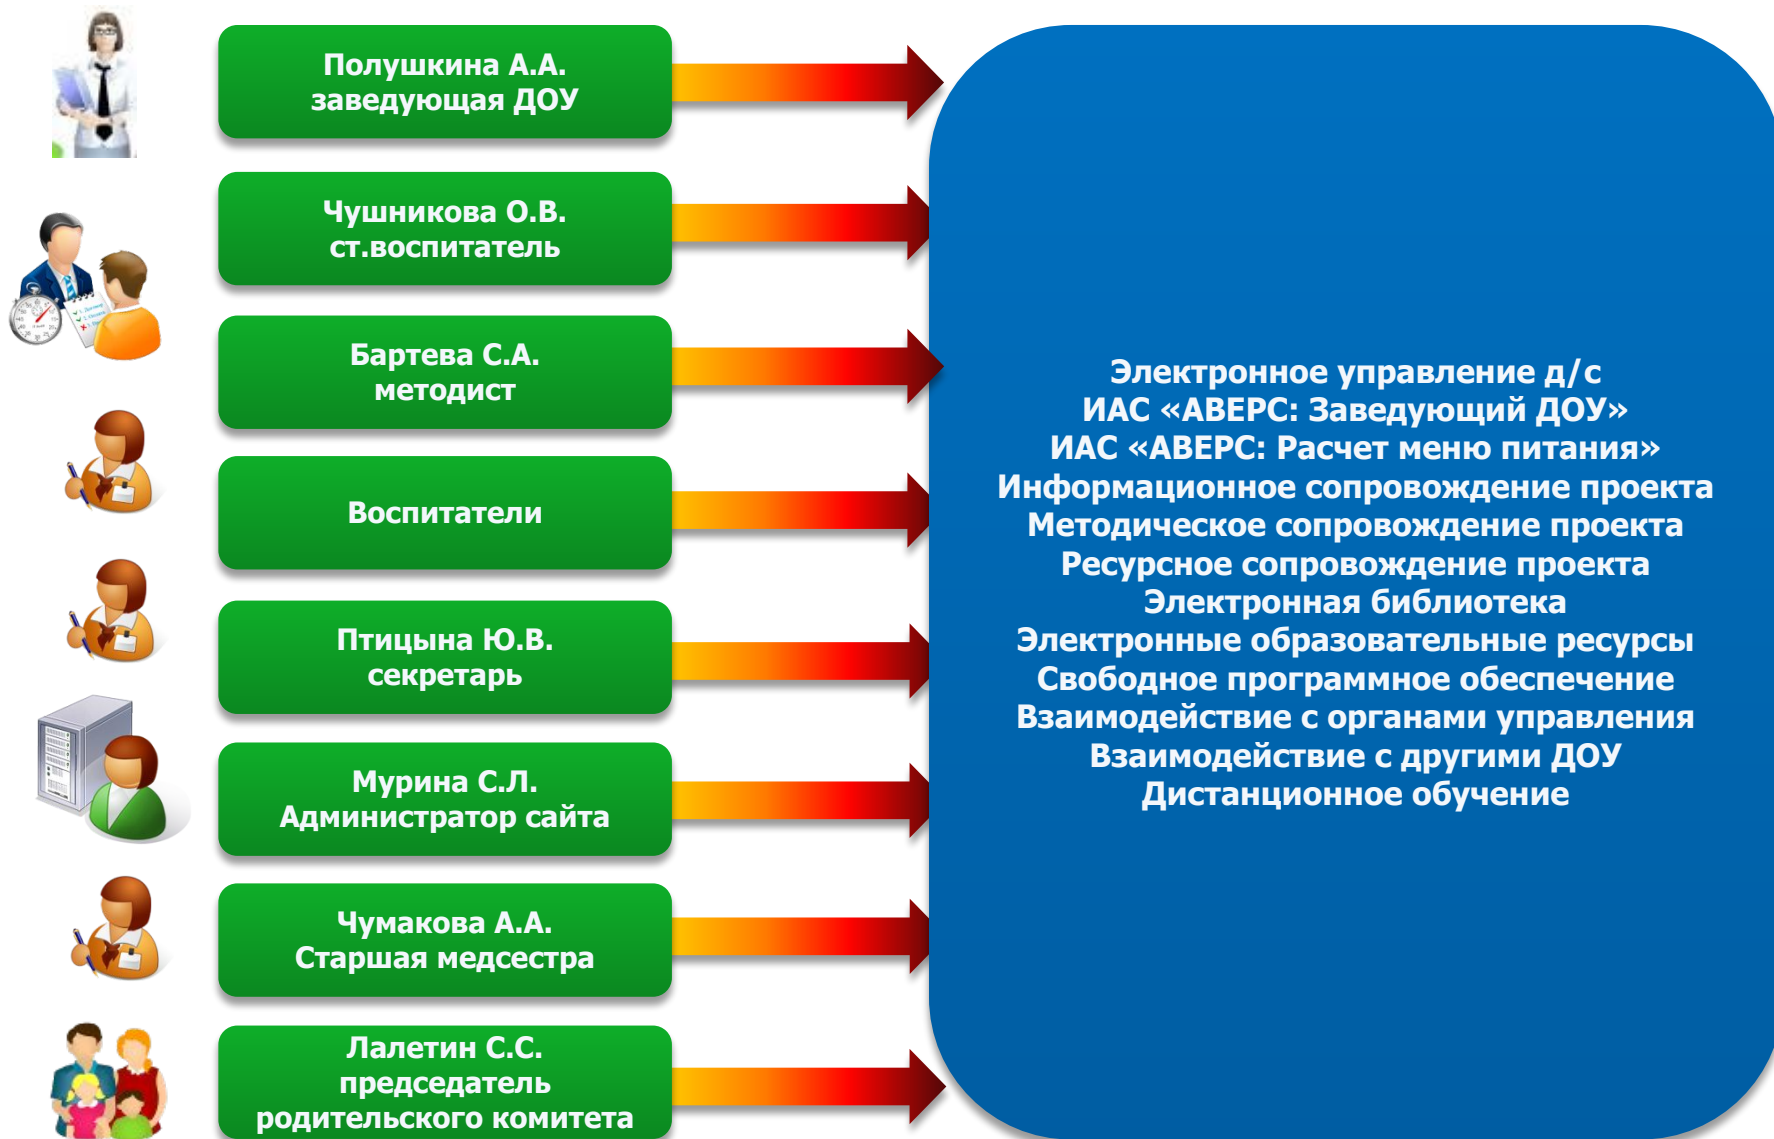 Полушкина А.А.
заведующая ДОУ
Чушникова О.В.
ст.воспитатель
Бартева С.А.
методист
Воспитатели
Птицына Ю.В.
секретарь
Мурина С.Л.
Администратор сайта
Чумакова А.А.
Старшая медсестра
Лалетин С.С.
председатель
родительского комитета
Электронное управление д/с
ИАС «АВЕРС: Заведующий ДОУ»
ИАС «АВЕРС: Расчет меню питания»
Информационное сопровождение проекта
Методическое сопровождение проекта
Ресурсное сопровождение проекта
Электронная библиотека
Электронные образовательные ресурсы
Свободное программное обеспечение
Взаимодействие с органами управления
Взаимодействие с другими ДОУ
Дистанционное обучение